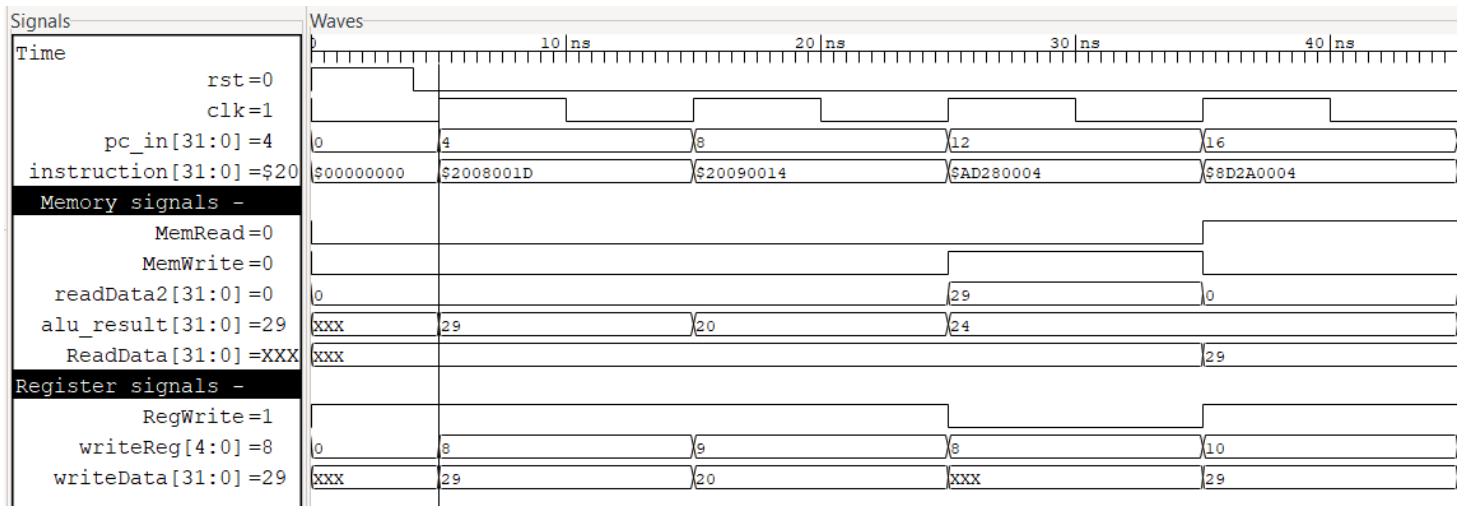 Signals Waves
Time 0 10 ns 20 ns 30 ns 40 ns
rst=0
clk=1
pc_in[31:0]=4 0 4 8 12 16
instruction[31:0]=$20 $00000000 $2008001D $20090014 $AD280004 $8D2A0004
Memory signals -
MemRead=0
MemWrite=0
readData2[31:0]=0 0 29 0
alu_result[31:0]=29 XXX 29 20 24
ReadData[31:0]=XXX XXX 29
Register signals -
RegWrite=1
writeReg[4:0]=8 0 8 9 8 10
writeData[31:0]=29 XXX 29 20 XXX 29